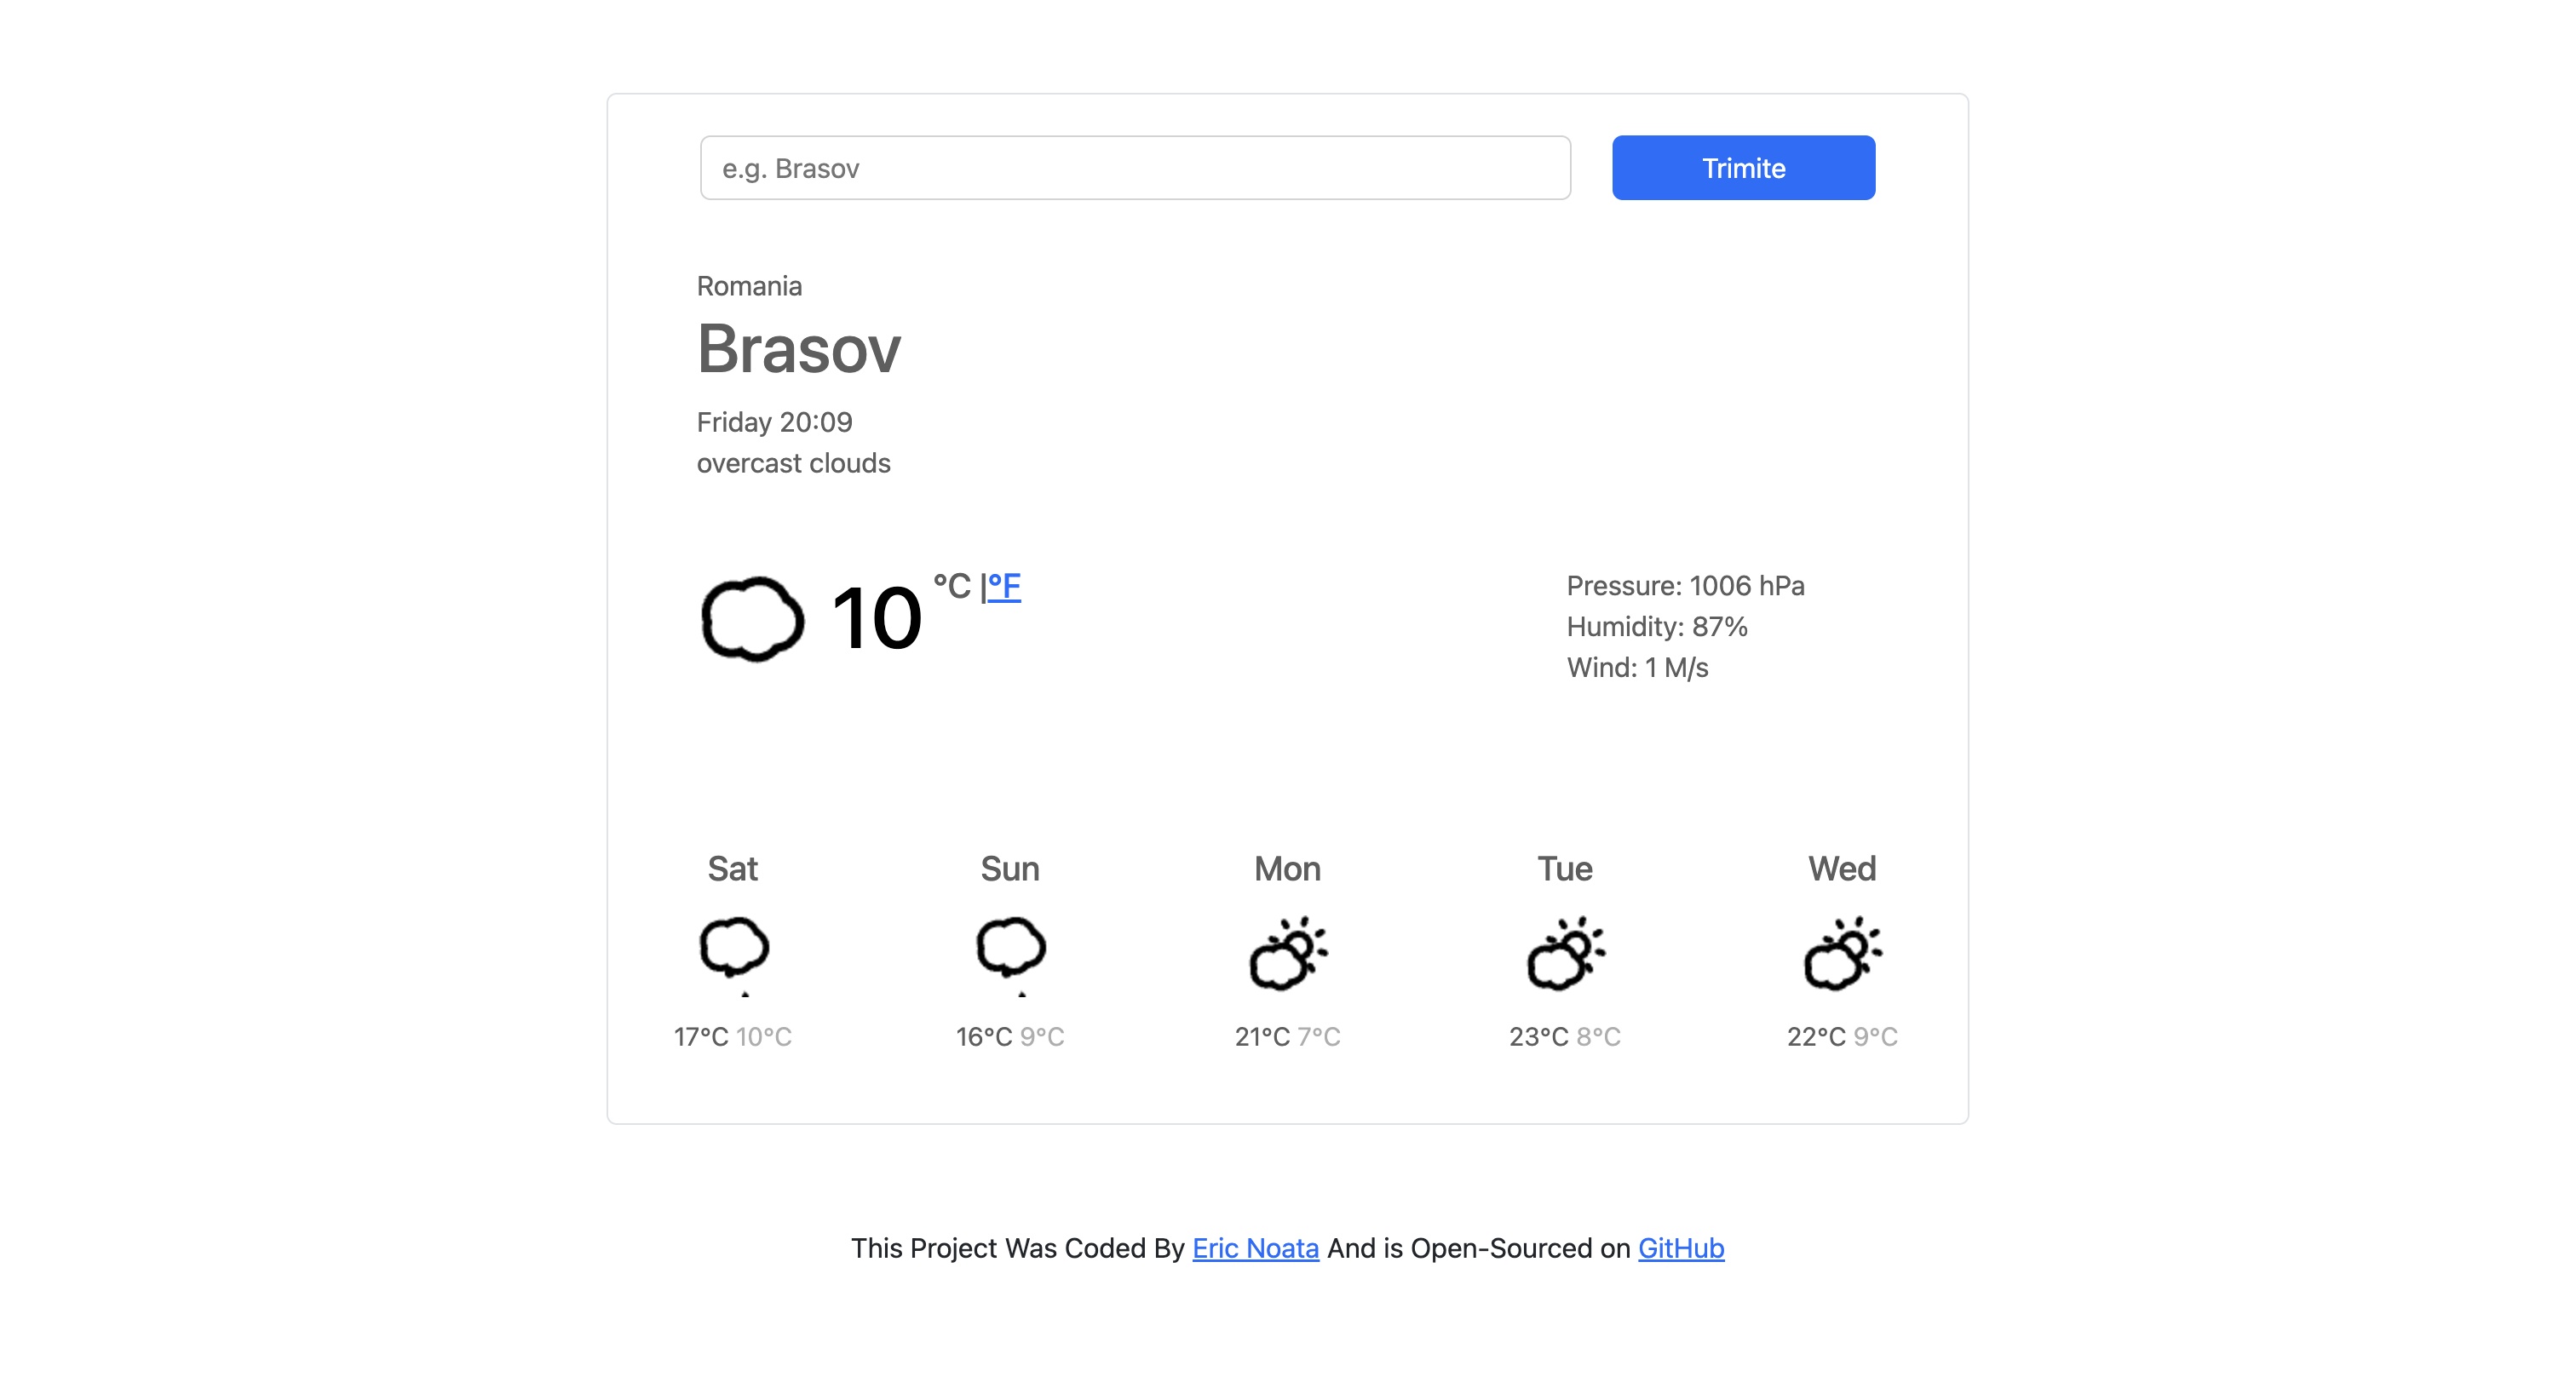 e.g. Brasov
Trimite
Romania
Brasov
Friday 20:09
overcast clouds
10 °C |°F
Pressure: 1006 hPa
Humidity: 87%
Wind: 1 M/s
Sat Sun Mon Tue Wed
17°C 10°C 16°C 9°C 21°C 7°C 23°C 8°C 22°C 9°C
This Project Was Coded By Eric Noata And is Open-Sourced on GitHub